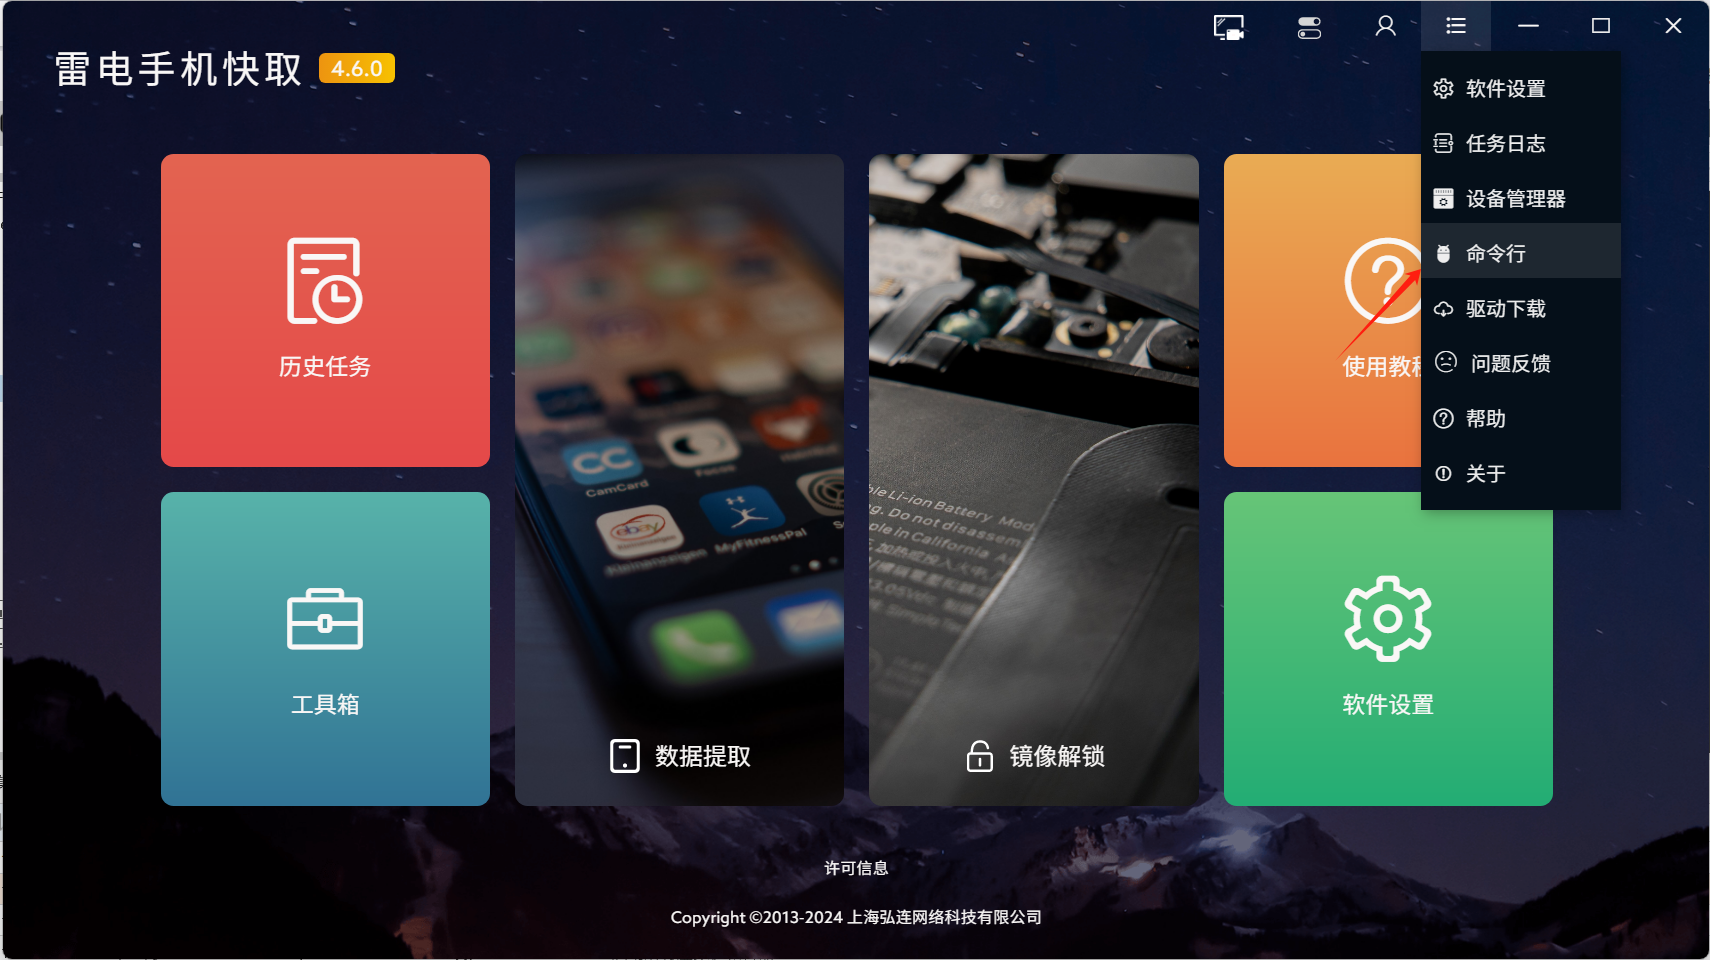 雷电手机快取 4.6.0
软件设置
任务日志
设备管理器
命令行
驱动下载
问题反馈
帮助
关于
历史任务
使用教程
CamCard
Focus
ebay
Kleinanzeigen
MyFitnessPal
ble Li-ion Battery Mod
g. Do not disassem
ple in California
3.05Vdc
工具箱
数据提取
镜像解锁
软件设置
许可信息
Copyright ©2013-2024 上海弘连网络科技有限公司